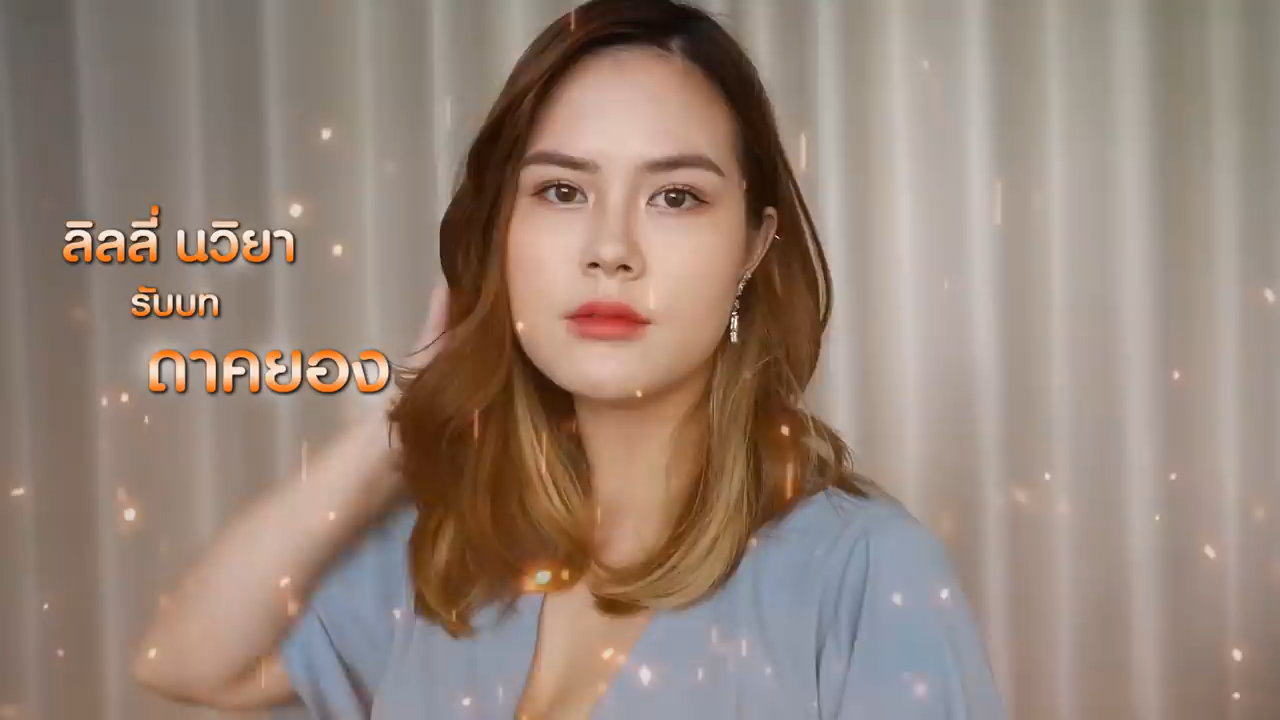 ลิลลี่ นวิยา
รับบท
ดาคยอง